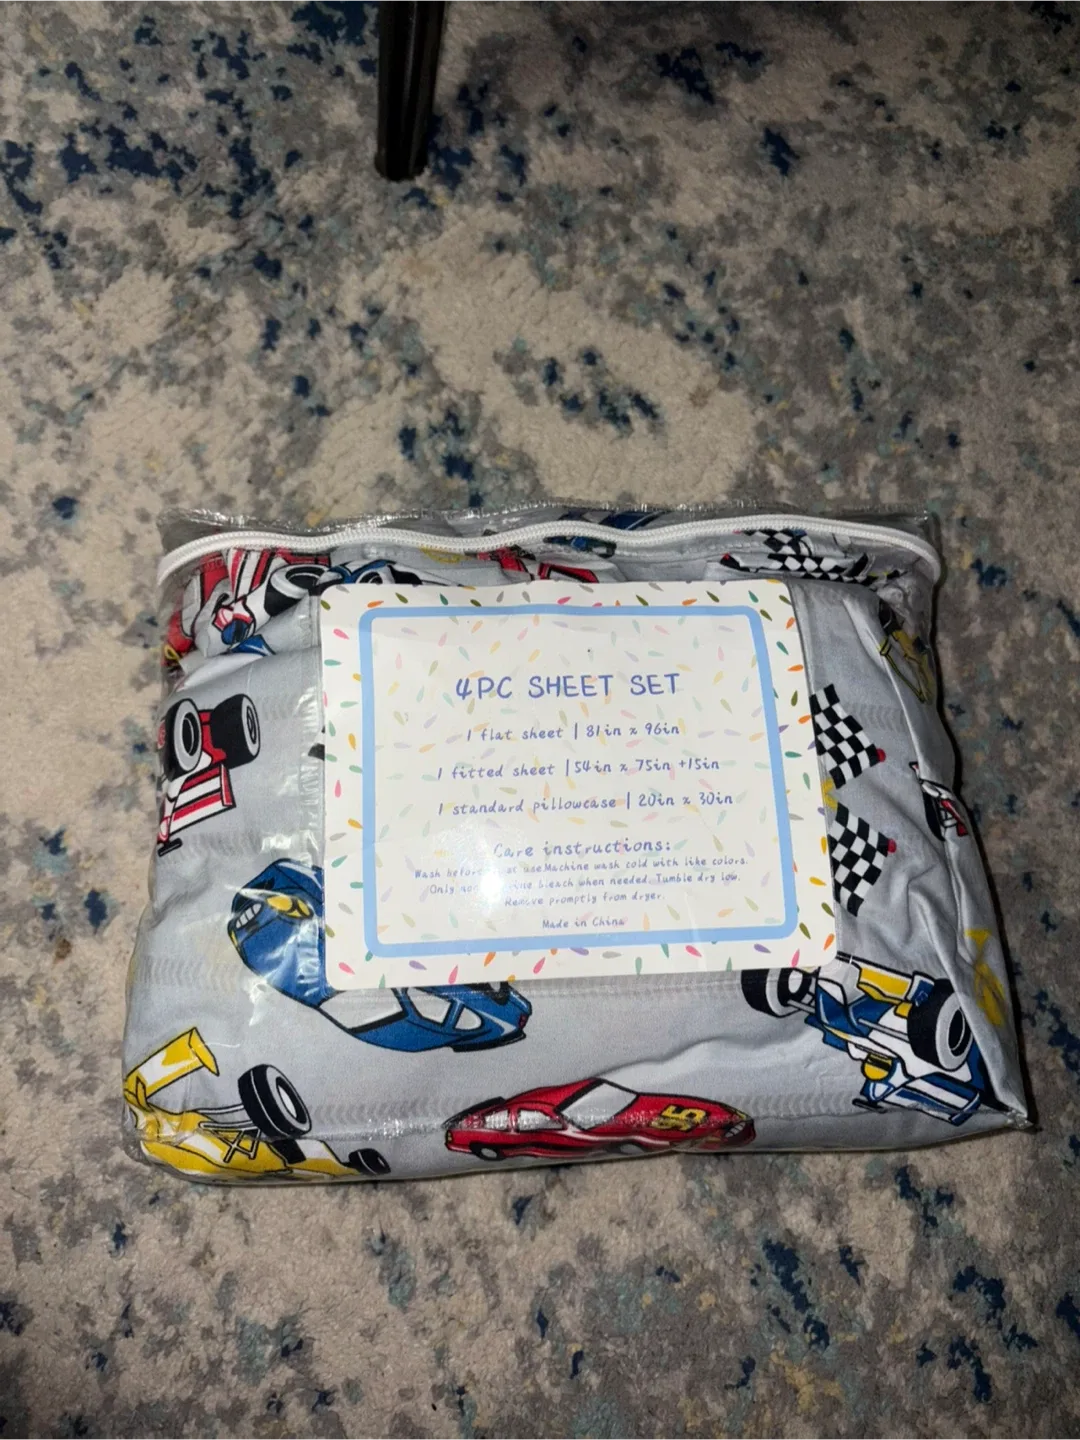 4PC SHEET SET
1 flat sheet | 81in x 96in
1 fitted sheet | 54in x 75in +15in
1 standard pillowcase | 20in x 30in
Care instructions:
Wash before use. Machine wash cold with like colors.
Only bleach when needed. Tumble dry low.
Remove promptly from dryer.
Made in China
95